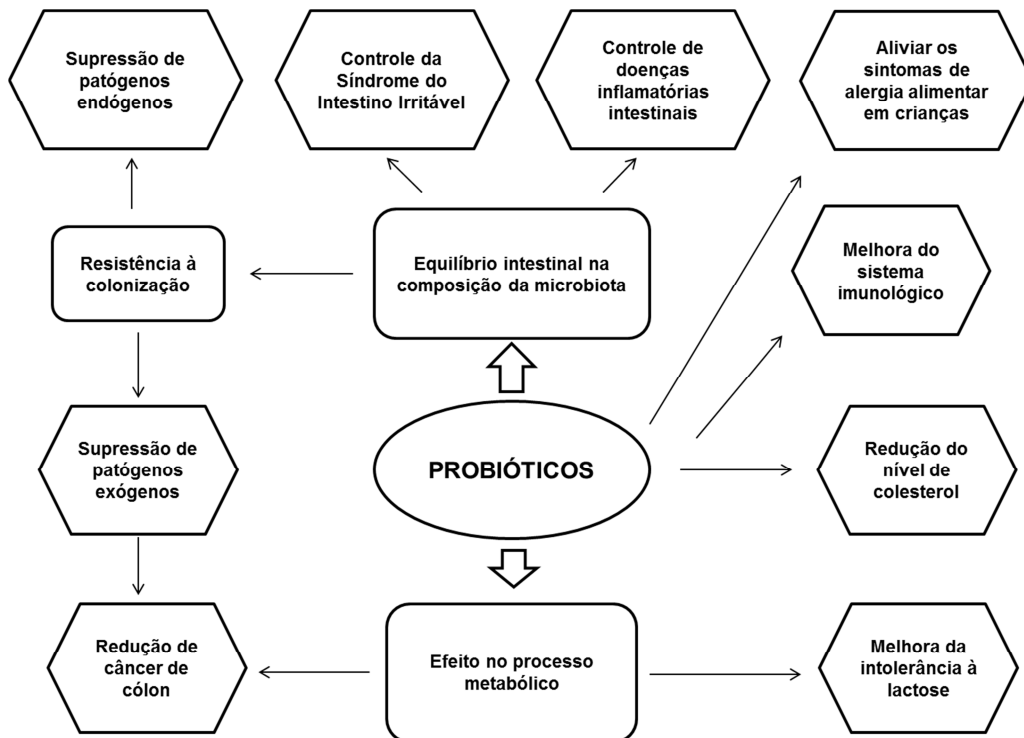 Supressão de
patógenos
endógenos
Controle da
Síndrome do
Intestino Irritável
Controle de
doenças
inflamatórias
intestinais
Aliviar os
sintomas de
alergia alimentar
em crianças
Resistência à
colonização
Equilíbrio intestinal na
composição da microbiota
Melhora do
sistema
imunológico
Supressão de
patógenos
exógenos
PROBIÓTICOS
Redução do
nível de
colesterol
Redução de
câncer de
cólon
Efeito no processo
metabólico
Melhora da
intolerância à
lactose